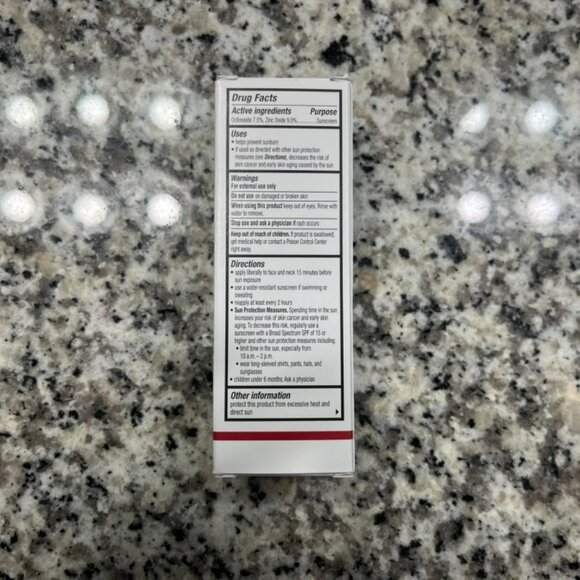 Drug Facts
Active ingredients Purpose
Octinoxate 7.5%, Zinc Oxide 9.0% Sunscreen
Uses
• helps prevent sunburn
• if used as directed with other sun protection
measures (see Directions), decreases the risk of
skin cancer and early skin aging caused by the sun
Warnings
For external use only
Do not use on damaged or broken skin
When using this product keep out of eyes. Rinse with
water to remove.
Stop use and ask a physician if rash occurs
Keep out of reach of children. If product is swallowed,
get medical help or contact a Poison Control Center
right away.
Directions
• apply liberally to face and neck 15 minutes before
sun exposure
• use a water-resistant sunscreen if swimming or
sweating
• reapply at least every 2 hours
• Sun Protection Measures. Spending time in the sun
increases your risk of skin cancer and early skin
aging. To decrease this risk, regularly use a
sunscreen with a Broad Spectrum SPF of 15 or
higher and other sun protection measures including:
• limit time in the sun, especially from
10 a.m. – 2 p.m.
• wear long-sleeved shirts, pants, hats, and
sunglasses
• children under 6 months: Ask a physician
Other information
protect this product from excessive heat and
direct sun